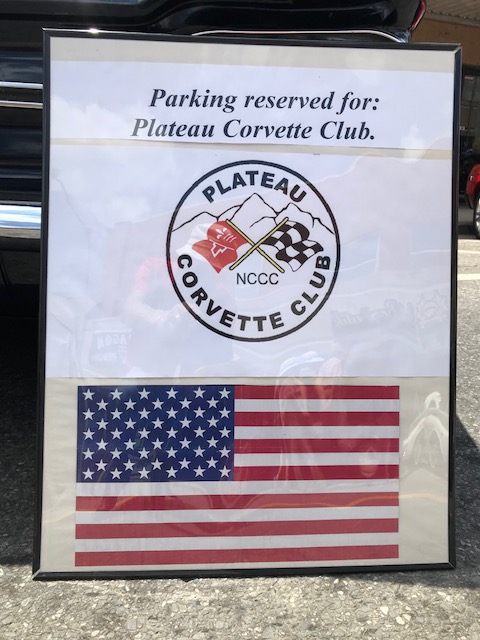 Parking reserved for:
Plateau Corvette Club.
PLATEAU
NCCC
CORVETTE CLUB